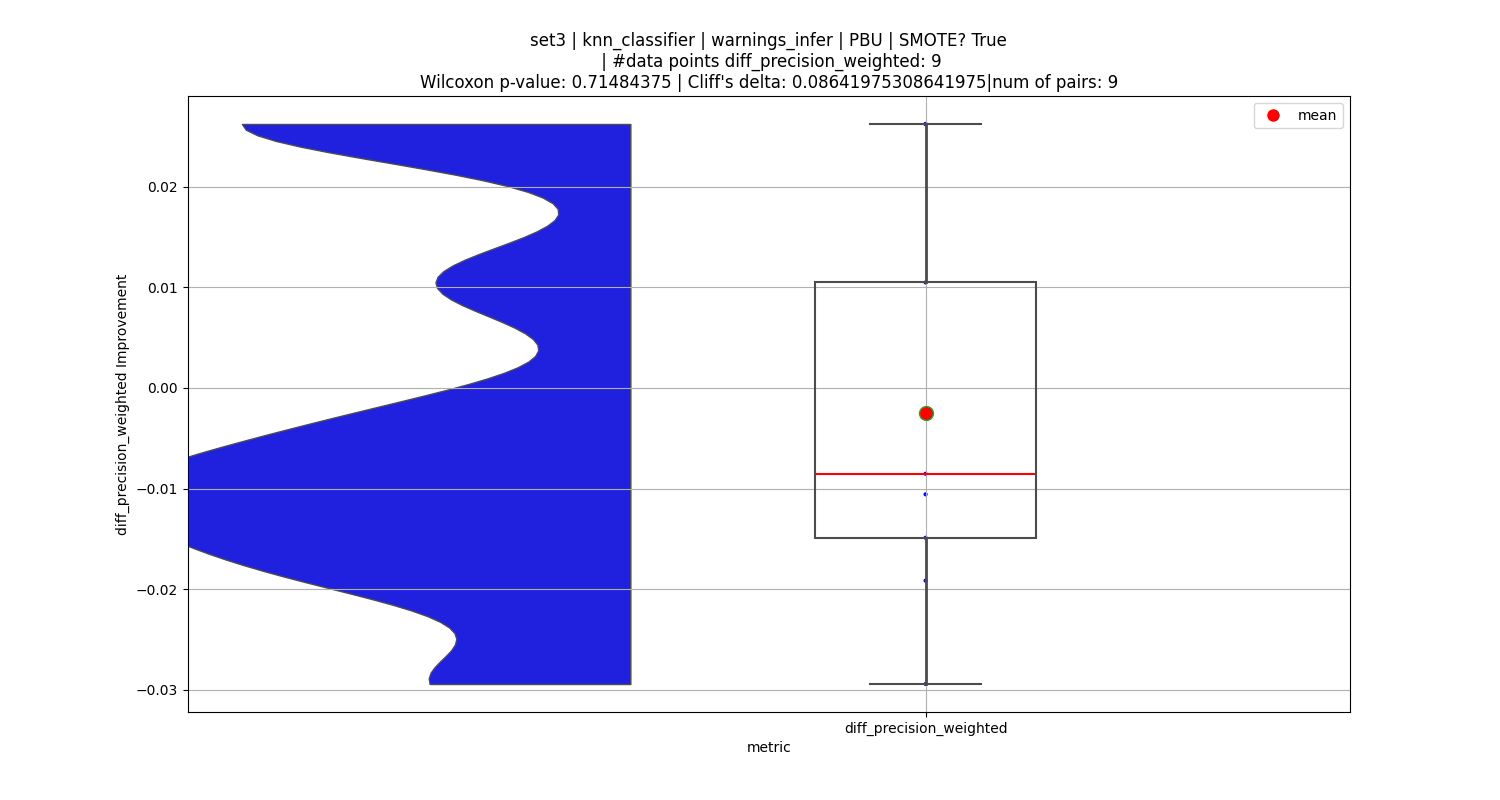 set3 | knn_classifier | warnings_infer | PBU | SMOTE? True
| #data points diff_precision_weighted: 9
Wilcoxon p-value: 0.71484375 | Cliff's delta: 0.08641975308641975|num of pairs: 9
mean
0.02
0.01
0.00
−0.01
−0.02
−0.03
diff_precision_weighted Improvement
diff_precision_weighted
metric